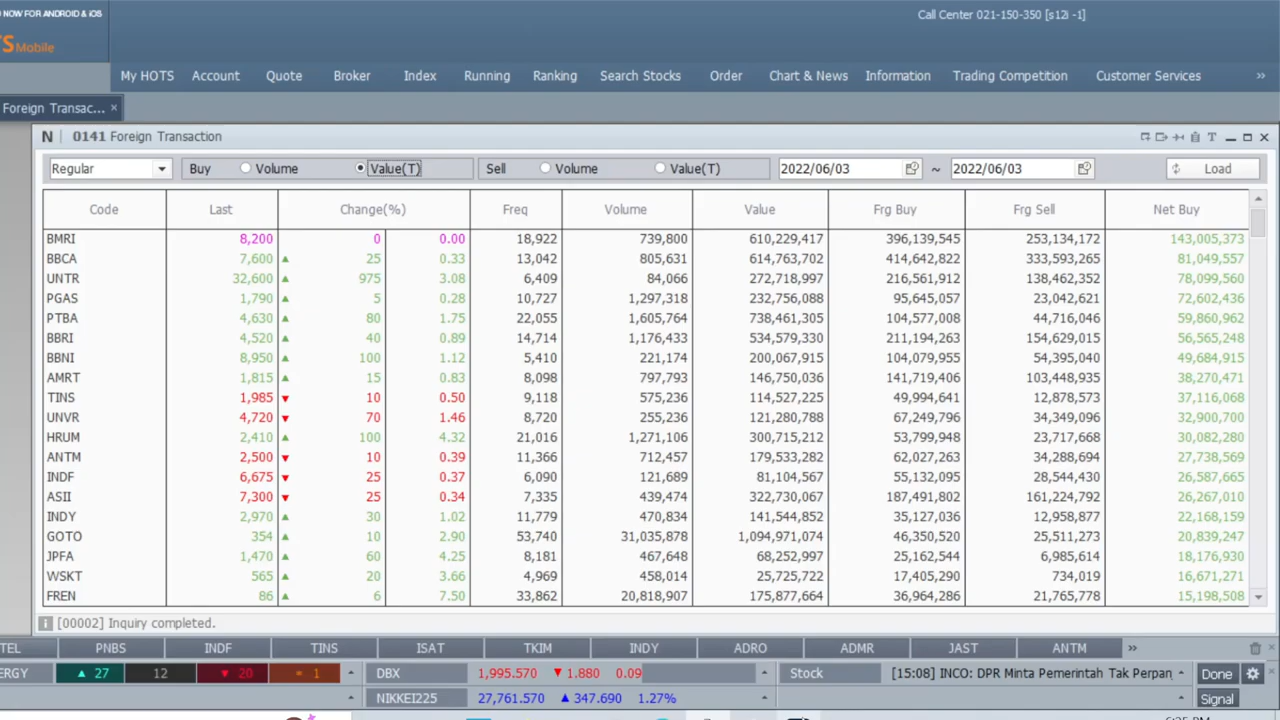 NOW FOR ANDROID & iOS
Call Center 021-150-350 [s12i -1]
TS Mobile
My HOTS Account Quote Broker Index Running Ranking Search Stocks Order Chart & News Information Trading Competition Customer Services »
Foreign Transac... ×
N 0141 Foreign Transaction
Regular Buy Volume Value(T) Sell Volume Value(T) 2022/06/03 ~ 2022/06/03 Load
Code Last Change(%) Freq Volume Value Frg Buy Frg Sell Net Buy
BMRI 8,200 0 0.00 18,922 739,800 610,229,417 396,139,545 253,134,172 143,005,373
BBCA 7,600 ▲ 25 0.33 13,042 805,631 614,763,702 414,642,822 333,593,265 81,049,557
UNTR 32,600 ▲ 975 3.08 6,409 84,066 272,718,997 216,561,912 138,462,352 78,099,560
PGAS 1,790 ▲ 5 0.28 10,727 1,297,318 232,756,088 95,645,057 23,042,621 72,602,436
PTBA 4,630 ▲ 80 1.75 22,055 1,605,764 738,461,305 104,577,008 44,716,046 59,860,962
BBRI 4,520 ▲ 40 0.89 14,714 1,176,433 534,579,330 211,194,263 154,629,015 56,565,248
BBNI 8,950 ▲ 100 1.12 5,410 221,174 200,067,915 104,079,955 54,395,040 49,684,915
AMRT 1,815 ▲ 15 0.83 8,098 797,793 146,750,036 141,719,406 103,448,935 38,270,471
TINS 1,985 ▼ 10 0.50 9,118 575,236 114,527,225 49,994,641 12,878,573 37,116,068
UNVR 4,720 ▼ 70 1.46 8,720 255,236 121,280,788 67,249,796 34,349,096 32,900,700
HRUM 2,410 ▲ 100 4.32 21,016 1,271,106 300,715,212 53,799,948 23,717,668 30,082,280
ANTM 2,500 ▼ 10 0.39 11,366 712,457 179,533,282 62,027,263 34,288,694 27,738,569
INDF 6,675 ▼ 25 0.37 6,090 121,689 81,104,567 55,132,095 28,544,430 26,587,665
ASII 7,300 ▼ 25 0.34 7,335 439,474 322,730,067 187,491,802 161,224,792 26,267,010
INDY 2,970 ▲ 30 1.02 11,779 470,834 141,544,852 35,127,036 12,958,877 22,168,159
GOTO 354 ▲ 10 2.90 53,740 31,035,878 1,094,971,074 46,350,520 25,511,273 20,839,247
JPFA 1,470 ▲ 60 4.25 8,181 467,648 68,252,997 25,162,544 6,985,614 18,176,930
WSKT 565 ▲ 20 3.66 4,969 458,014 25,725,722 17,405,290 734,019 16,671,271
FREN 86 ▲ 6 7.50 33,862 20,818,907 175,877,664 36,964,286 21,765,778 15,198,508
[00002] Inquiry completed.
TEL PNBS INDF TINS ISAT TKIM INDY ADRO ADMR JAST ANTM »
ERGY ▲ 27 12 ▼ 20 1 DBX 1,995.570 ▼ 1,880 0.09 Stock [15:08] INCO: DPR Minta Pemerintah Tak Perpan Done
NIKKEI225 27,761.570 ▲ 347.690 1.27% Signal